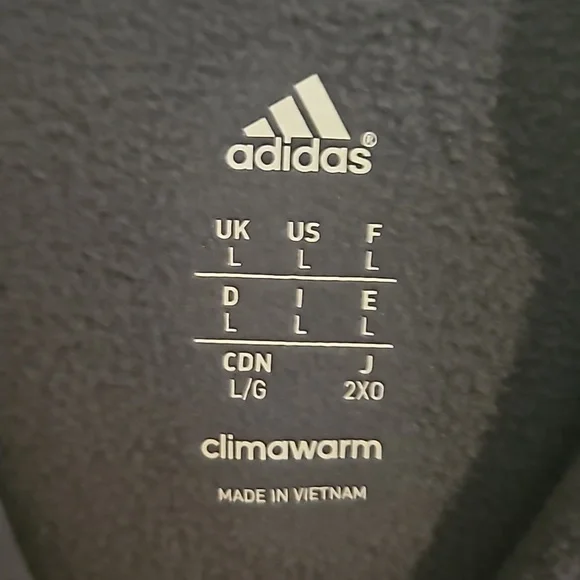 adidas®
UK US F
L L L
D I E
L L L
CDN J
L/G 2XO
climawarm
MADE IN VIETNAM